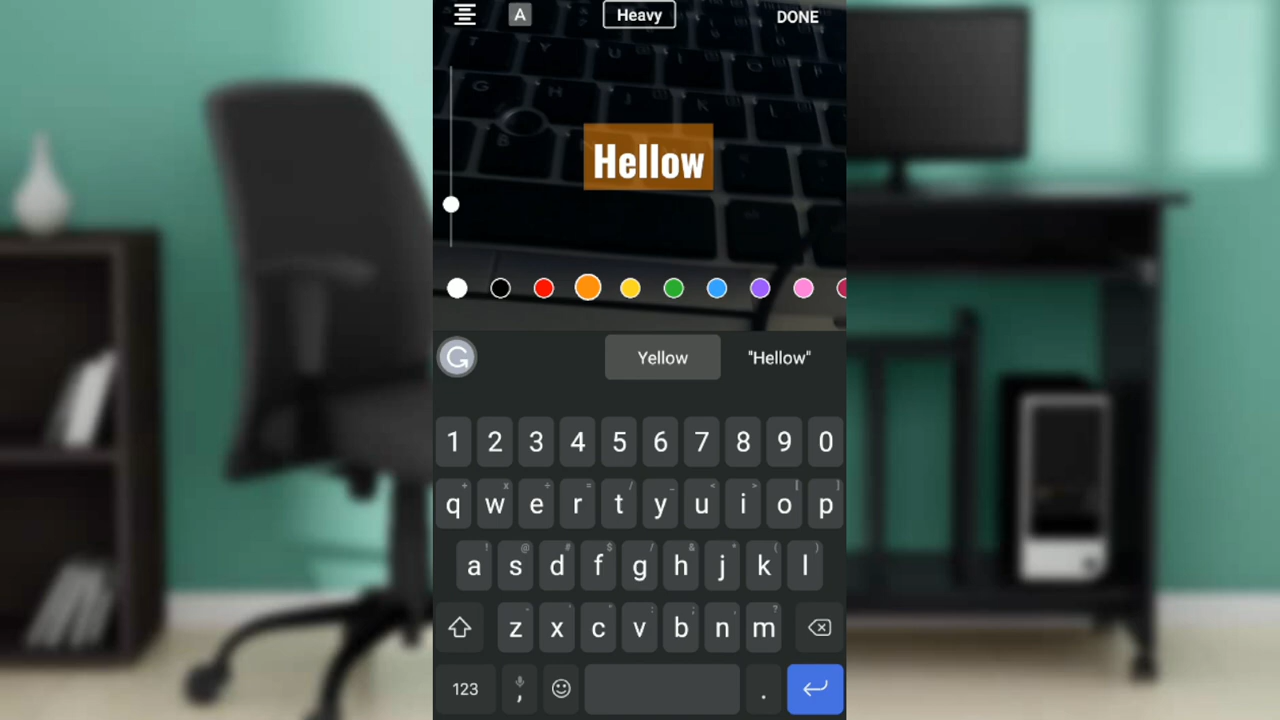 A
Heavy
DONE
Hellow
Yellow
"Hellow"
1 2 3 4 5 6 7 8 9 0
q w e r t y u i o p
a s d f g h j k l
z x c v b n m
123 , .